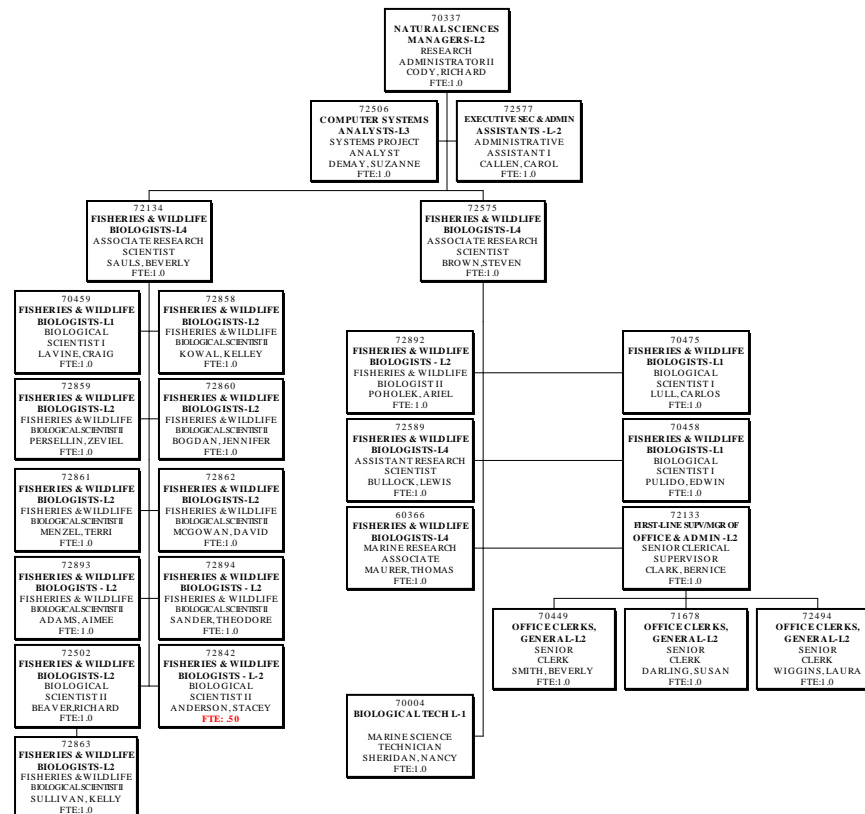 70337
NATURAL SCIENCES
MANAGERS-L2
RESEARCH
ADMINISTRATOR II
CODY, RICHARD
FTE:1.0
72506
COMPUTER SYSTEMS
ANALYSTS-L3
SYSTEMS PROJECT
ANALYST
DEMAY, SUZANNE
FTE:1.0
72577
EXECUTIVE SEC & ADMIN
ASSISTANTS -L-2
ADMINISTRATIVE
ASSISTANT I
CALLEN, CAROL
FTE: 1.0
72134
FISHERIES & WILDLIFE
BIOLOGISTS-L4
ASSOCIATE RESEARCH
SCIENTIST
SAULS, BEVERLY
FTE:1.0
72575
FISHERIES & WILDLIFE
BIOLOGISTS-L4
ASSOCIATE RESEARCH
SCIENTIST
BROWN, STEVEN
FTE:1.0
70459
FISHERIES & WILDLIFE
BIOLOGISTS-L1
BIOLOGICAL
SCIENTIST I
LAVINE, CRAIG
FTE:1.0
72858
FISHERIES & WILDLIFE
BIOLOGISTS-L2
FISHERIES & WILDLIFE
BIOLOGICAL SCIENTIST II
KOWAL, KELLEY
FTE:1.0
72859
FISHERIES & WILDLIFE
BIOLOGISTS-L2
FISHERIES & WILDLIFE
BIOLOGICAL SCIENTIST II
PERSELLIN, ZEVIEL
FTE:1.0
72860
FISHERIES & WILDLIFE
BIOLOGISTS-L2
FISHERIES & WILDLIFE
BIOLOGICAL SCIENTIST II
BOGDAN, JENNIFER
FTE:1.0
72861
FISHERIES & WILDLIFE
BIOLOGISTS-L2
FISHERIES & WILDLIFE
BIOLOGICAL SCIENTIST II
MENZEL, TERRI
FTE:1.0
72862
FISHERIES & WILDLIFE
BIOLOGISTS-L2
FISHERIES & WILDLIFE
BIOLOGICAL SCIENTIST II
MCGOWAN, DAVID
FTE:1.0
72893
FISHERIES & WILDLIFE
BIOLOGISTS - L2
FISHERIES & WILDLIFE
BIOLOGICAL SCIENTIST II
ADAMS, AIMEE
FTE:1.0
72894
FISHERIES & WILDLIFE
BIOLOGISTS - L2
FISHERIES & WILDLIFE
BIOLOGICAL SCIENTIST II
SANDER, THEODORE
FTE:1.0
72502
FISHERIES & WILDLIFE
BIOLOGISTS-L2
BIOLOGICAL
SCIENTIST II
BEAVER,RICHARD
FTE:1.0
72842
FISHERIES & WILDLIFE
BIOLOGISTS - L-2
BIOLOGICAL
SCIENTIST II
ANDERSON, STACEY
FTE: .50
72863
FISHERIES & WILDLIFE
BIOLOGISTS-L2
FISHERIES & WILDLIFE
BIOLOGICAL SCIENTIST II
SULLIVAN, KELLY
FTE:1.0
72892
FISHERIES & WILDLIFE
BIOLOGISTS - L2
FISHERIES & WILDLIFE
BIOLOGIST II
POHOLEK, ARIEL
FTE:1.0
70475
FISHERIES & WILDLIFE
BIOLOGISTS-L1
BIOLOGICAL
SCIENTIST I
LULL, CARLOS
FTE:1.0
72589
FISHERIES & WILDLIFE
BIOLOGISTS-L4
ASSISTANT RESEARCH
SCIENTIST
BULLOCK, LEWIS
FTE:1.0
70458
FISHERIES & WILDLIFE
BIOLOGISTS-L1
BIOLOGICAL
SCIENTIST I
PULIDO, EDWIN
FTE:1.0
60366
FISHERIES & WILDLIFE
BIOLOGISTS-L4
MARINE RESEARCH
ASSOCIATE
MAURER, THOMAS
FTE:1.0
72133
FIRST-LINE SUPV/MGR OF
OFFICE & ADMIN -L2
SENIOR CLERICAL
SUPERVISOR
CLARK, BERNICE
FTE:1.0
70449
OFFICE CLERKS,
GENERAL-L2
SENIOR
CLERK
SMITH, BEVERLY
FTE:1.0
71678
OFFICE CLERKS,
GENERAL-L2
SENIOR
CLERK
DARLING, SUSAN
FTE:1.0
72494
OFFICE CLERKS,
GENERAL-L2
SENIOR
CLERK
WIGGINS, LAURA
FTE:1.0
70004
BIOLOGICAL TECH L-1
MARINE SCIENCE
TECHNICIAN
SHERIDAN, NANCY
FTE:1.0